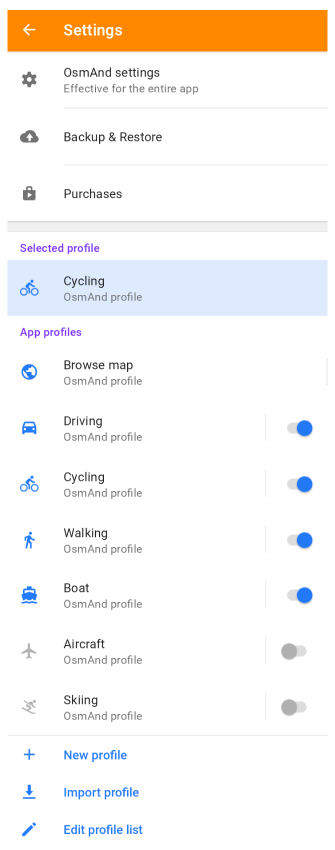 Settings
OsmAnd settings
Effective for the entire app
Backup & Restore
Purchases
Selected profile
Cycling
OsmAnd profile
App profiles
Browse map
OsmAnd profile
Driving
OsmAnd profile
Cycling
OsmAnd profile
Walking
OsmAnd profile
Boat
OsmAnd profile
Aircraft
OsmAnd profile
Skiing
OsmAnd profile
New profile
Import profile
Edit profile list